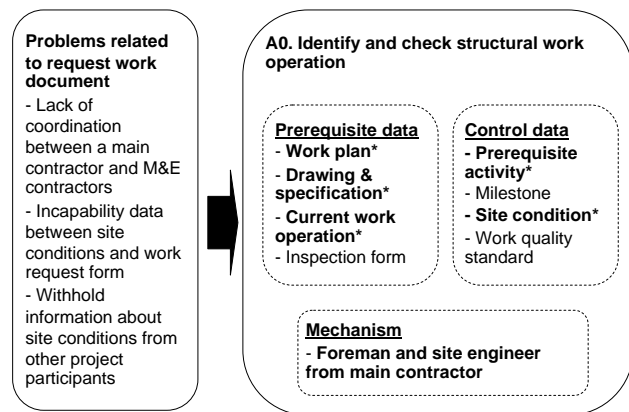 Problems related
to request work
document
- Lack of
coordination
between a main
contractor and M&E
contractors
- Incapability data
between site
conditions and work
request form
- Withhold
information about
site conditions from
other project
participants
A0. Identify and check structural work
operation
Prerequisite data
- Work plan*
- Drawing &
specification*
- Current work
operation*
- Inspection form
Control data
- Prerequisite
activity*
- Milestone
- Site condition*
- Work quality
standard
Mechanism
- Foreman and site engineer
from main contractor